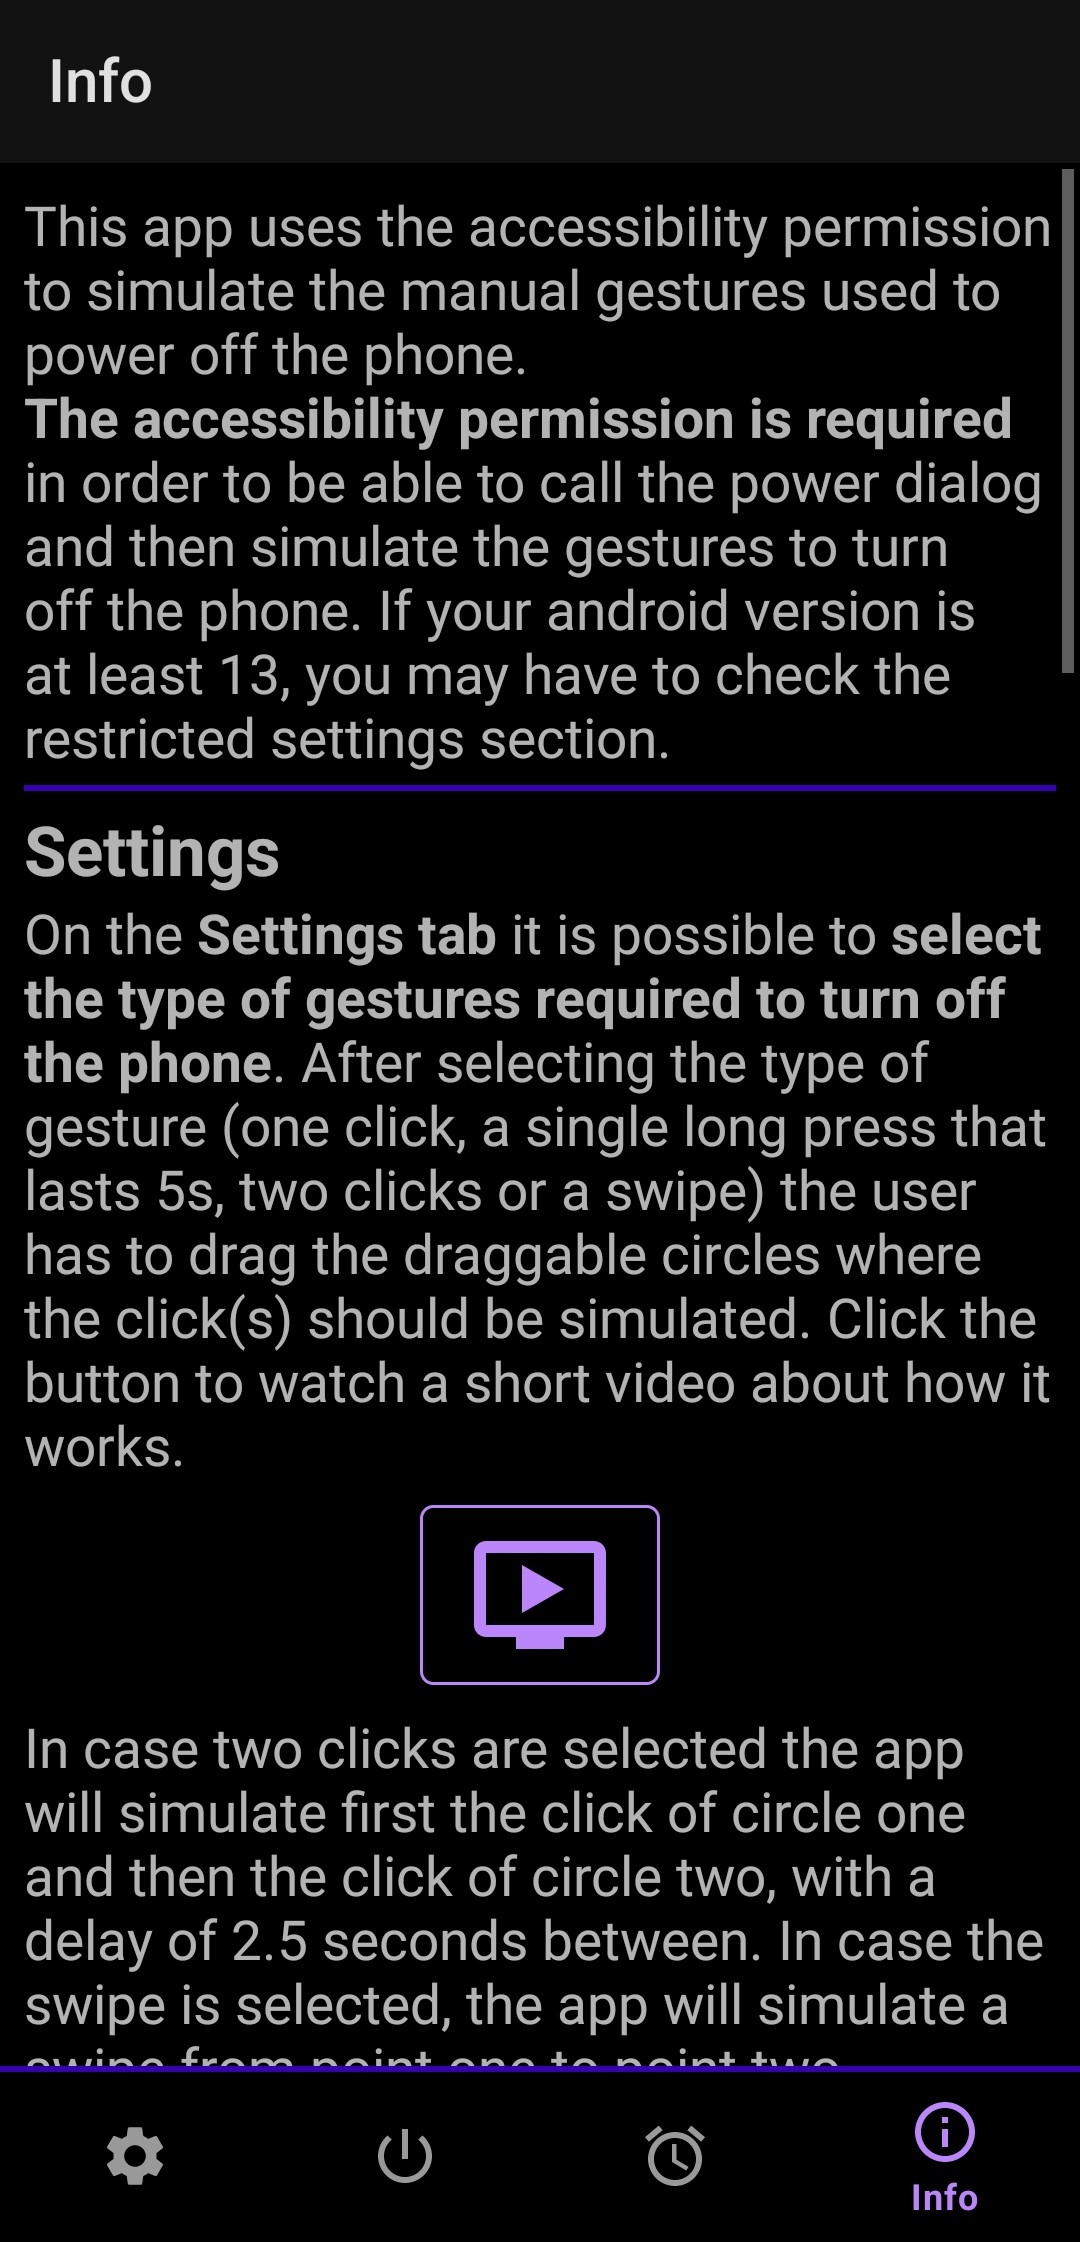 Info
This app uses the accessibility permission
to simulate the manual gestures used to
power off the phone.
The accessibility permission is required
in order to be able to call the power dialog
and then simulate the gestures to turn
off the phone. If your android version is
at least 13, you may have to check the
restricted settings section.
Settings
On the Settings tab it is possible to select
the type of gestures required to turn off
the phone. After selecting the type of
gesture (one click, a single long press that
lasts 5s, two clicks or a swipe) the user
has to drag the draggable circles where
the click(s) should be simulated. Click the
button to watch a short video about how it
works.
In case two clicks are selected the app
will simulate first the click of circle one
and then the click of circle two, with a
delay of 2.5 seconds between. In case the
swipe is selected, the app will simulate a
swipe from point one to point two
Info